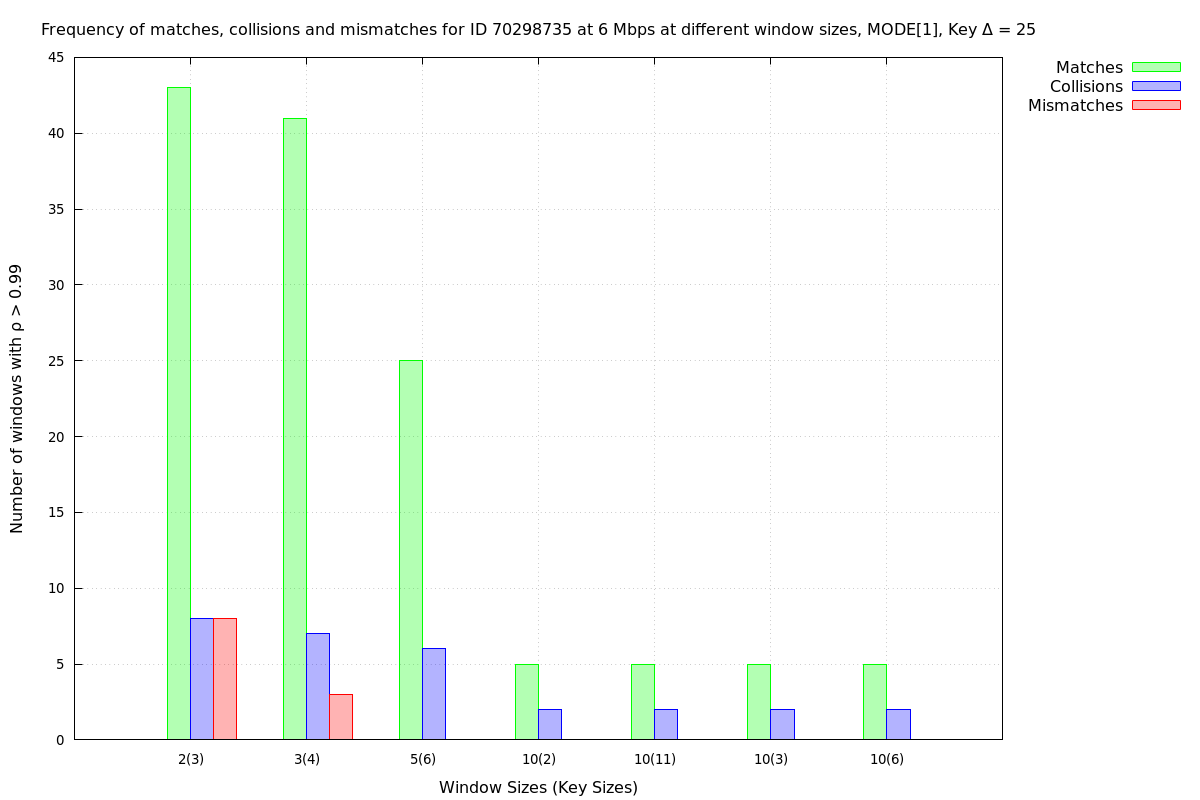 Frequency of matches, collisions and mismatches for ID 70298735 at 6 Mbps at different window sizes, MODE[1], Key Δ = 25
Matches
Collisions
Mismatches
Number of windows with ρ > 0.99
45
40
35
30
25
20
15
10
5
0
2(3) 3(4) 5(6) 10(2) 10(11) 10(3) 10(6)
Window Sizes (Key Sizes)